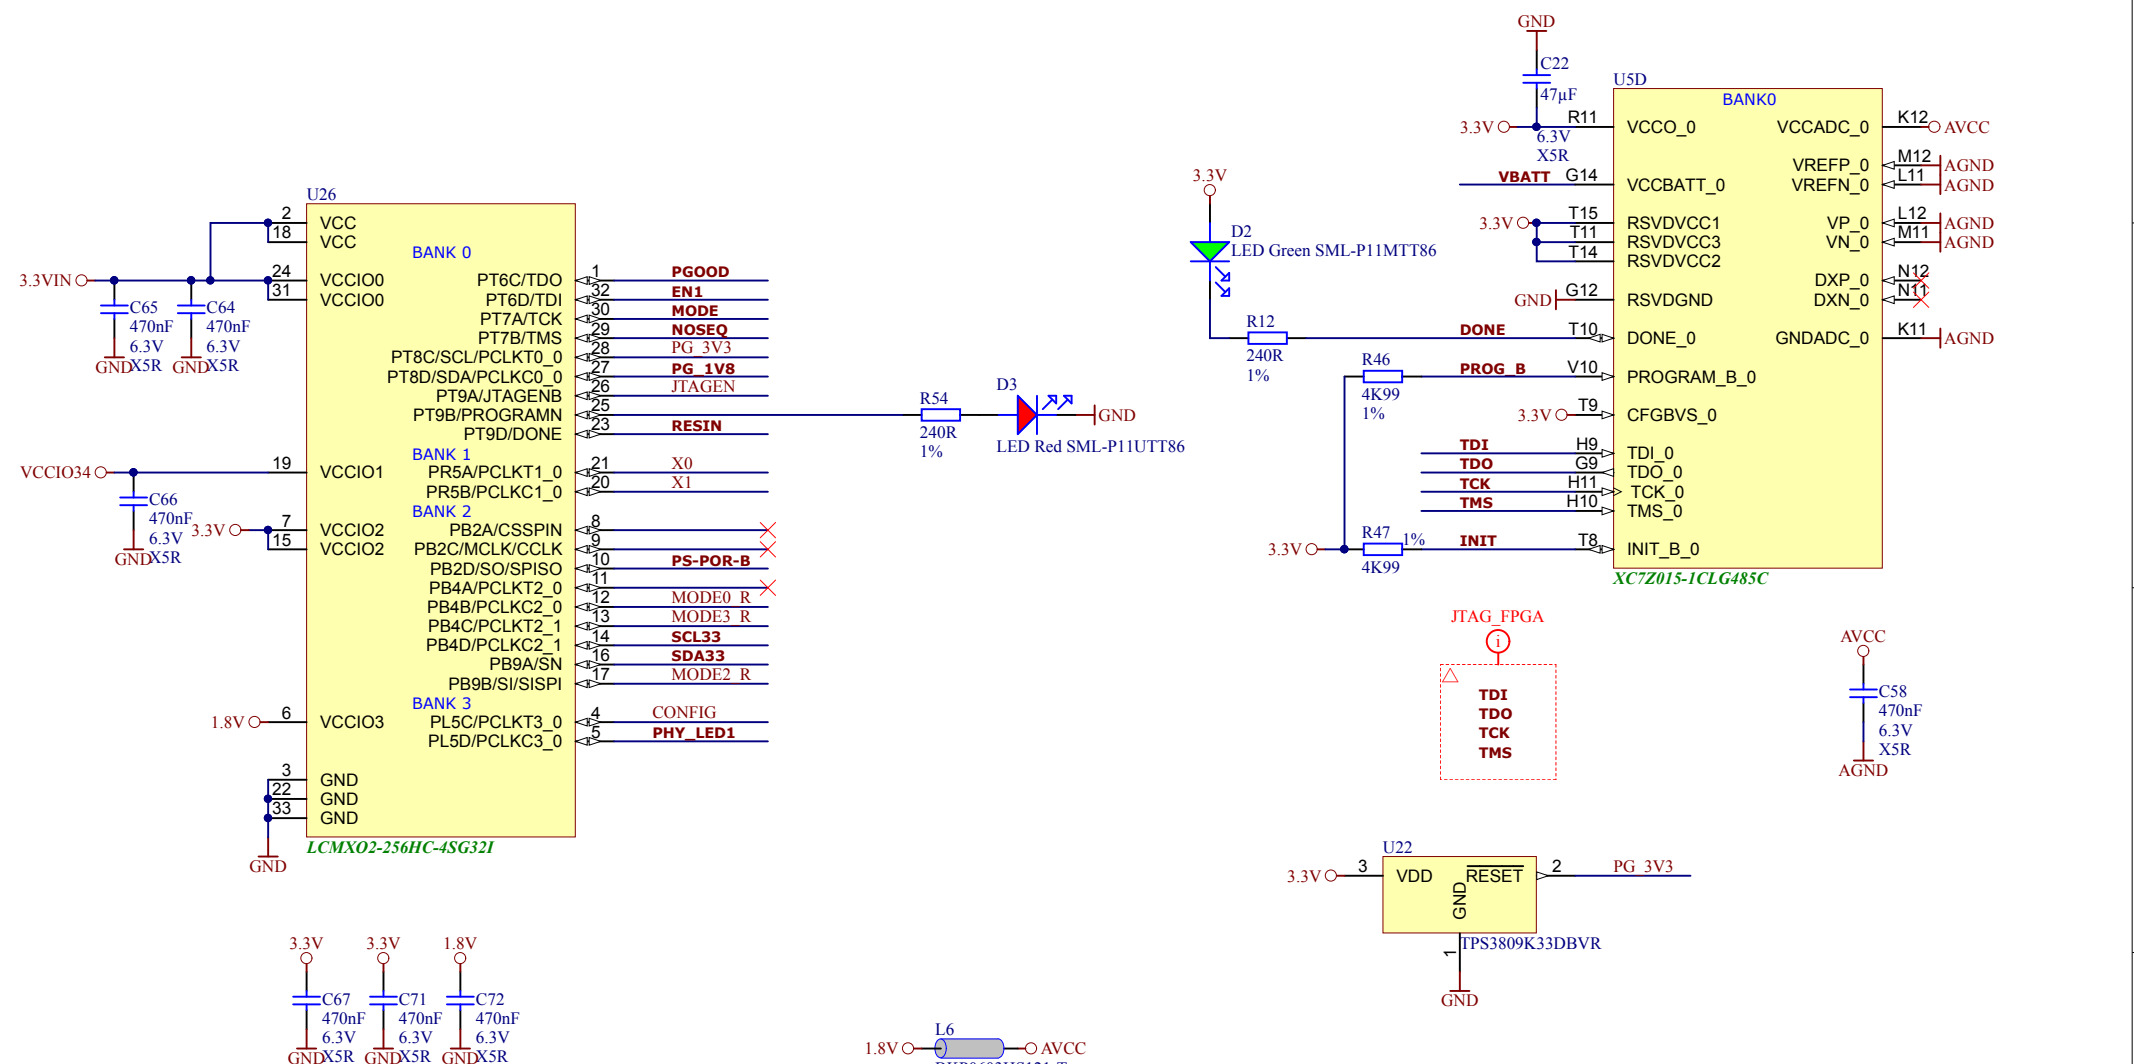 U26
2 VCC
18 VCC
BANK 0
3.3VIN
24 VCCIO0
31 VCCIO0
C65
470nF
6.3V
X5R
GND
C64
470nF
6.3V
X5R
GND
PT6C/TDO 1 PGOOD
PT6D/TDI 32 EN1
PT7A/TCK 30 MODE
PT7B/TMS 29 NOSEQ
PT8C/SCL/PCLKT0_0 28 PG_3V3
PT8D/SDA/PCLKC0_0 27 PG_1V8
PT9A/JTAGENB 26 JTAGEN
PT9B/PROGRAMN 25
PT9D/DONE 23 RESIN
R54
240R
1%
D3
LED Red SML-P11UTT86
GND
BANK 1
VCCIO34
19 VCCIO1
PR5A/PCLKT1_0 21 X0
PR5B/PCLKC1_0 20 X1
C66
470nF
6.3V
X5R
GND
BANK 2
3.3V
7 VCCIO2
15 VCCIO2
PB2A/CSSPIN 8
PB2C/MCLK/CCLK 9
PB2D/SO/SPISO 10 PS-POR-B
PB4A/PCLKT2_0 11
PB4B/PCLKC2_0 12 MODE0_R
PB4C/PCLKT2_1 13 MODE3_R
PB4D/PCLKC2_1 14 SCL33
PB9A/SN 16 SDA33
PB9B/SI/SISPI 17 MODE2_R
BANK 3
1.8V
6 VCCIO3
PL5C/PCLKT3_0 4 CONFIG
PL5D/PCLKC3_0 5 PHY_LED1
3 GND
22 GND
33 GND
GND
LCMXO2-256HC-4SG32I
3.3V
C67
470nF
6.3V
X5R
GND
3.3V
C71
470nF
6.3V
X5R
GND
1.8V
C72
470nF
6.3V
X5R
GND
L6
1.8V
AVCC
GND
C22
47µF
6.3V
X5R
U5D
BANK0
3.3V R11 VCCO_0
VBATT G14 VCCBATT_0
3.3V T15 RSVDVCC1
T11 RSVDVCC3
T14 RSVDVCC2
GND G12 RSVDGND
DONE T10 DONE_0
PROG_B V10 PROGRAM_B_0
3.3V T9 CFGBVS_0
TDI H9 TDI_0
TDO G9 TDO_0
TCK H11 TCK_0
TMS H10 TMS_0
INIT T8 INIT_B_0
VCCADC_0 K12 AVCC
VREFP_0 M12 AGND
VREFN_0 L11 AGND
VP_0 L12 AGND
VN_0 M11 AGND
DXP_0 N12
DXN_0 N11
GNDADC_0 K11 AGND
XC7Z015-1CLG485C
3.3V
D2
LED Green SML-P11MTT86
R12
240R
1%
R46
4K99
1%
3.3V
R47 1%
4K99
JTAG_FPGA
i
TDI
TDO
TCK
TMS
AVCC
C58
470nF
6.3V
X5R
AGND
U22
3.3V 3 VDD
RESET 2 PG_3V3
GND
1
TPS3809K33DBVR
GND